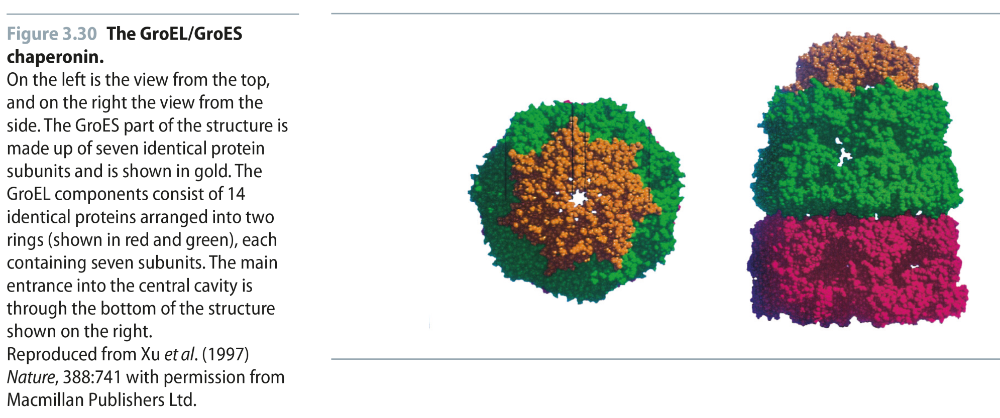 Figure 3.30 The GroEL/GroES
chaperonin.
On the left is the view from the top,
and on the right the view from the
side. The GroES part of the structure is
made up of seven identical protein
subunits and is shown in gold. The
GroEL components consist of 14
identical proteins arranged into two
rings (shown in red and green), each
containing seven subunits. The main
entrance into the central cavity is
through the bottom of the structure
shown on the right.
Reproduced from Xu et al. (1997)
Nature, 388:741 with permission from
Macmillan Publishers Ltd.